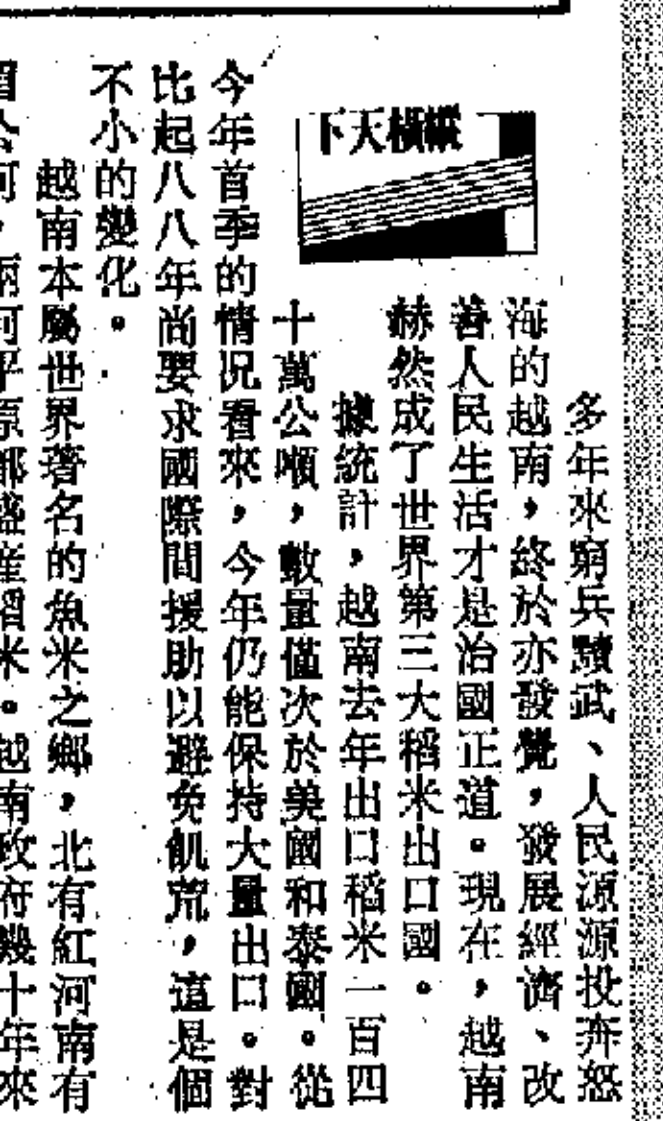 縱橫天下
多年來窮兵黷武、人民源源投奔怒
海的越南，終於亦發覺，發展經濟、改
善人民生活才是治國正道。現在，越南
赫然成了世界第三大稻米出口國。
據統計，越南去年出口稻米一百四
十萬公噸，數量僅次於美國和泰國。從
今年首季的情況看來，今年仍能保持大量出口。對
比起八八年尚要求國際間援助以避免飢荒，這是個
不小的變化。
越南本屬世界著名的魚米之鄉，北有紅河南有
湄公河，兩河平原都盛產稻米。越南政府幾十年來